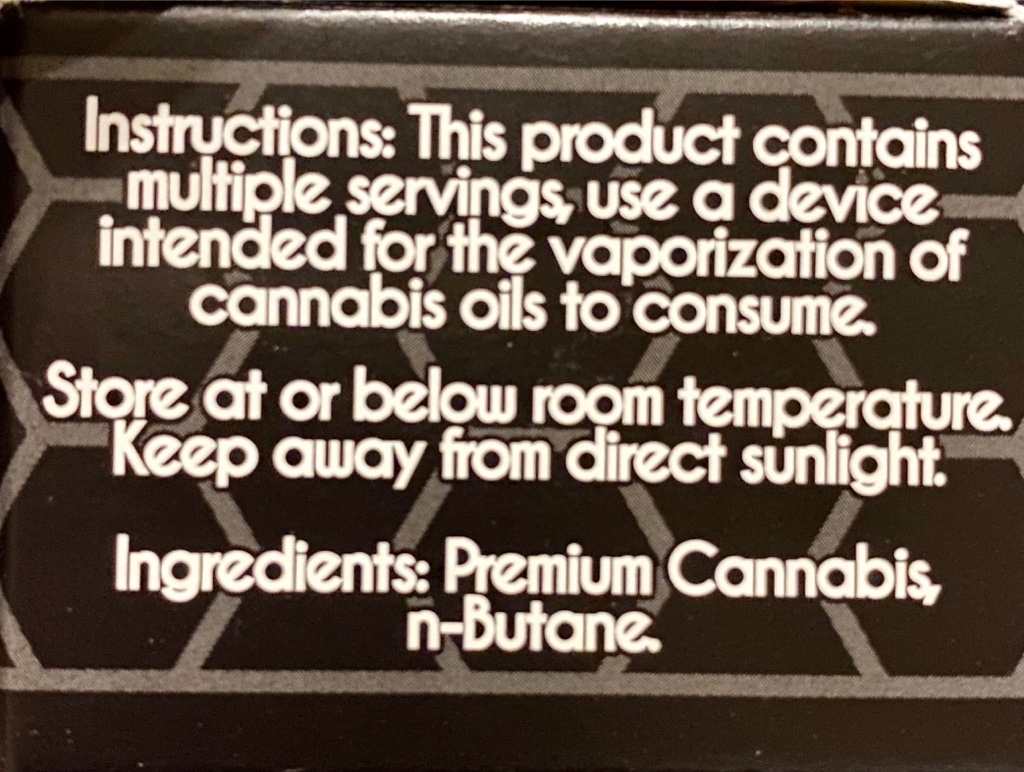 Instructions: This product contains
multiple servings, use a device
intended for the vaporization of
cannabis oils to consume.
Store at or below room temperature.
Keep away from direct sunlight.
Ingredients: Premium Cannabis,
n-Butane.